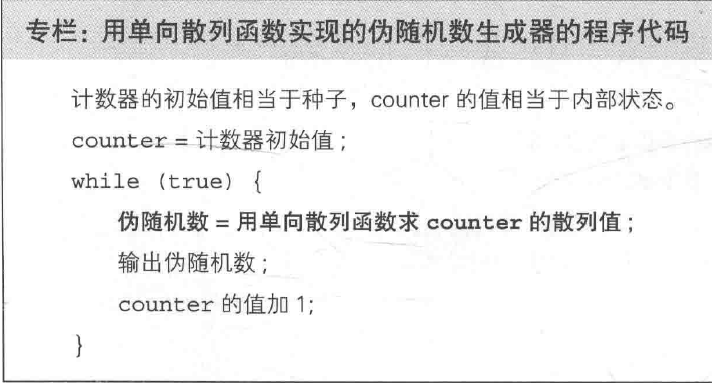 专栏：用单向散列函数实现的伪随机数生成器的程序代码
计数器的初始值相当于种子，counter 的值相当于内部状态。
counter = 计数器初始值；
while (true) {
伪随机数 = 用单向散列函数求 counter 的散列值；
输出伪随机数；
counter 的值加 1;
}